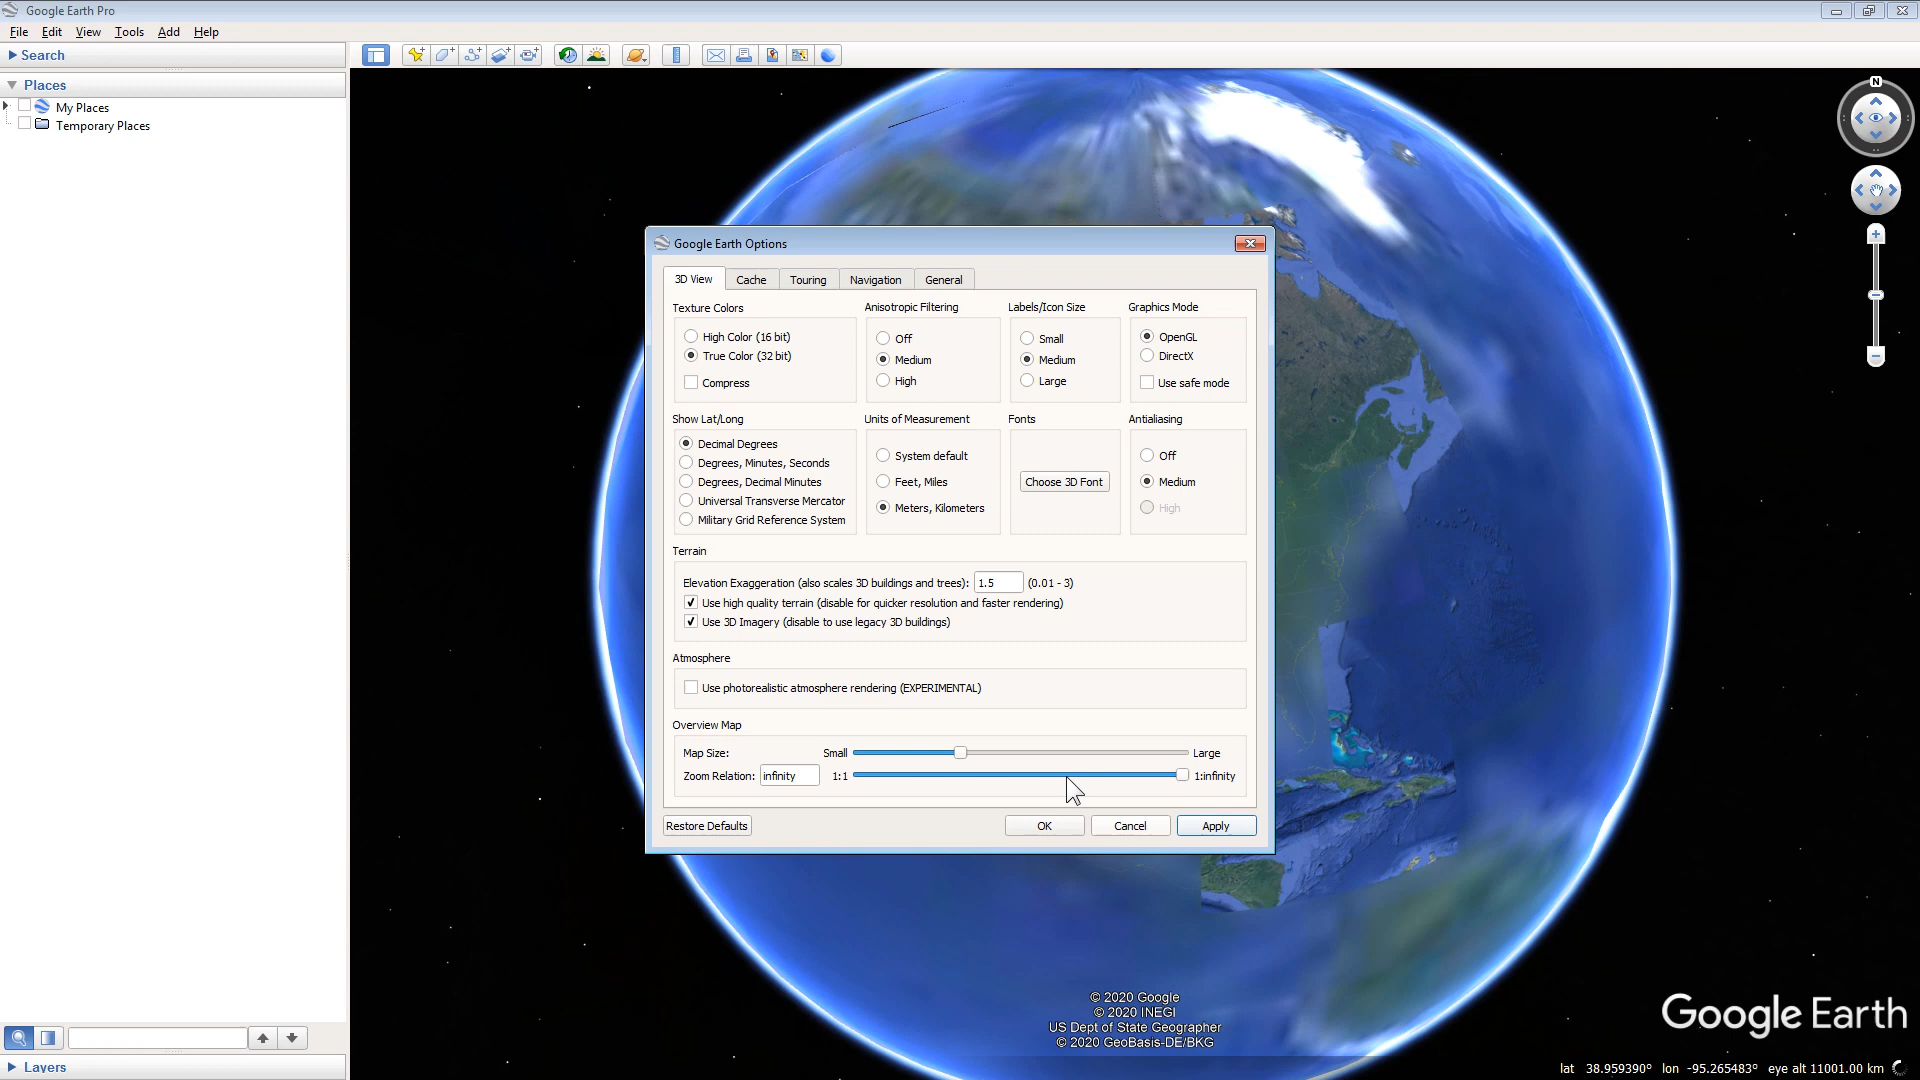 Google Earth Pro
File Edit View Tools Add Help
Search
Places
My Places
Temporary Places
N
Google Earth Options
3D View Cache Touring Navigation General
Texture Colors Anisotropic Filtering Labels/Icon Size Graphics Mode
High Color (16 bit) Off Small OpenGL
True Color (32 bit) Medium Medium DirectX
Compress High Large Use safe mode
Show Lat/Long Units of Measurement Fonts Antialiasing
Decimal Degrees System default Off
Degrees, Minutes, Seconds
Degrees, Decimal Minutes Feet, Miles Choose 3D Font Medium
Universal Transverse Mercator Meters, Kilometers High
Military Grid Reference System
Terrain
Elevation Exaggeration (also scales 3D buildings and trees): 1.5 (0.01 - 3)
Use high quality terrain (disable for quicker resolution and faster rendering)
Use 3D Imagery (disable to use legacy 3D buildings)
Atmosphere
Use photorealistic atmosphere rendering (EXPERIMENTAL)
Overview Map
Map Size: Small Large
Zoom Relation: infinity 1:1 1:infinity
Restore Defaults OK Cancel Apply
© 2020 Google
© 2020 INEGI
US Dept of State Geographer
© 2020 GeoBasis-DE/BKG
Google Earth
Layers
lat 38.959390° lon -95.265483° eye alt 11001.00 km